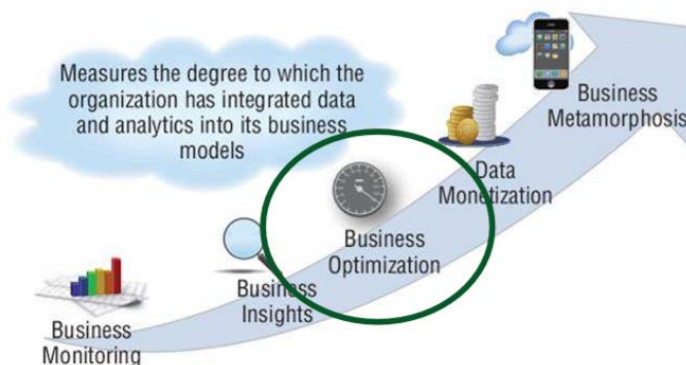 Measures the degree to which the
organization has integrated data
and analytics into its business
models
Business
Monitoring
Business
Insights
Business
Optimization
Data
Monetization
Business
Metamorphosis